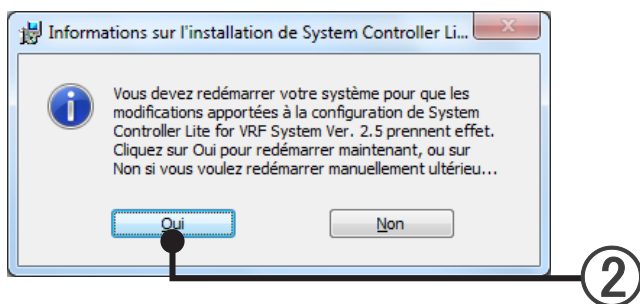 Informations sur l'installation de System Controller Li...
Vous devez redémarrer votre système pour que les
modifications apportées à la configuration de System
Controller Lite for VRF System Ver. 2.5 prennent effet.
Cliquez sur Oui pour redémarrer maintenant, ou sur
Non si vous voulez redémarrer manuellement ultérieu...
Oui Non
2